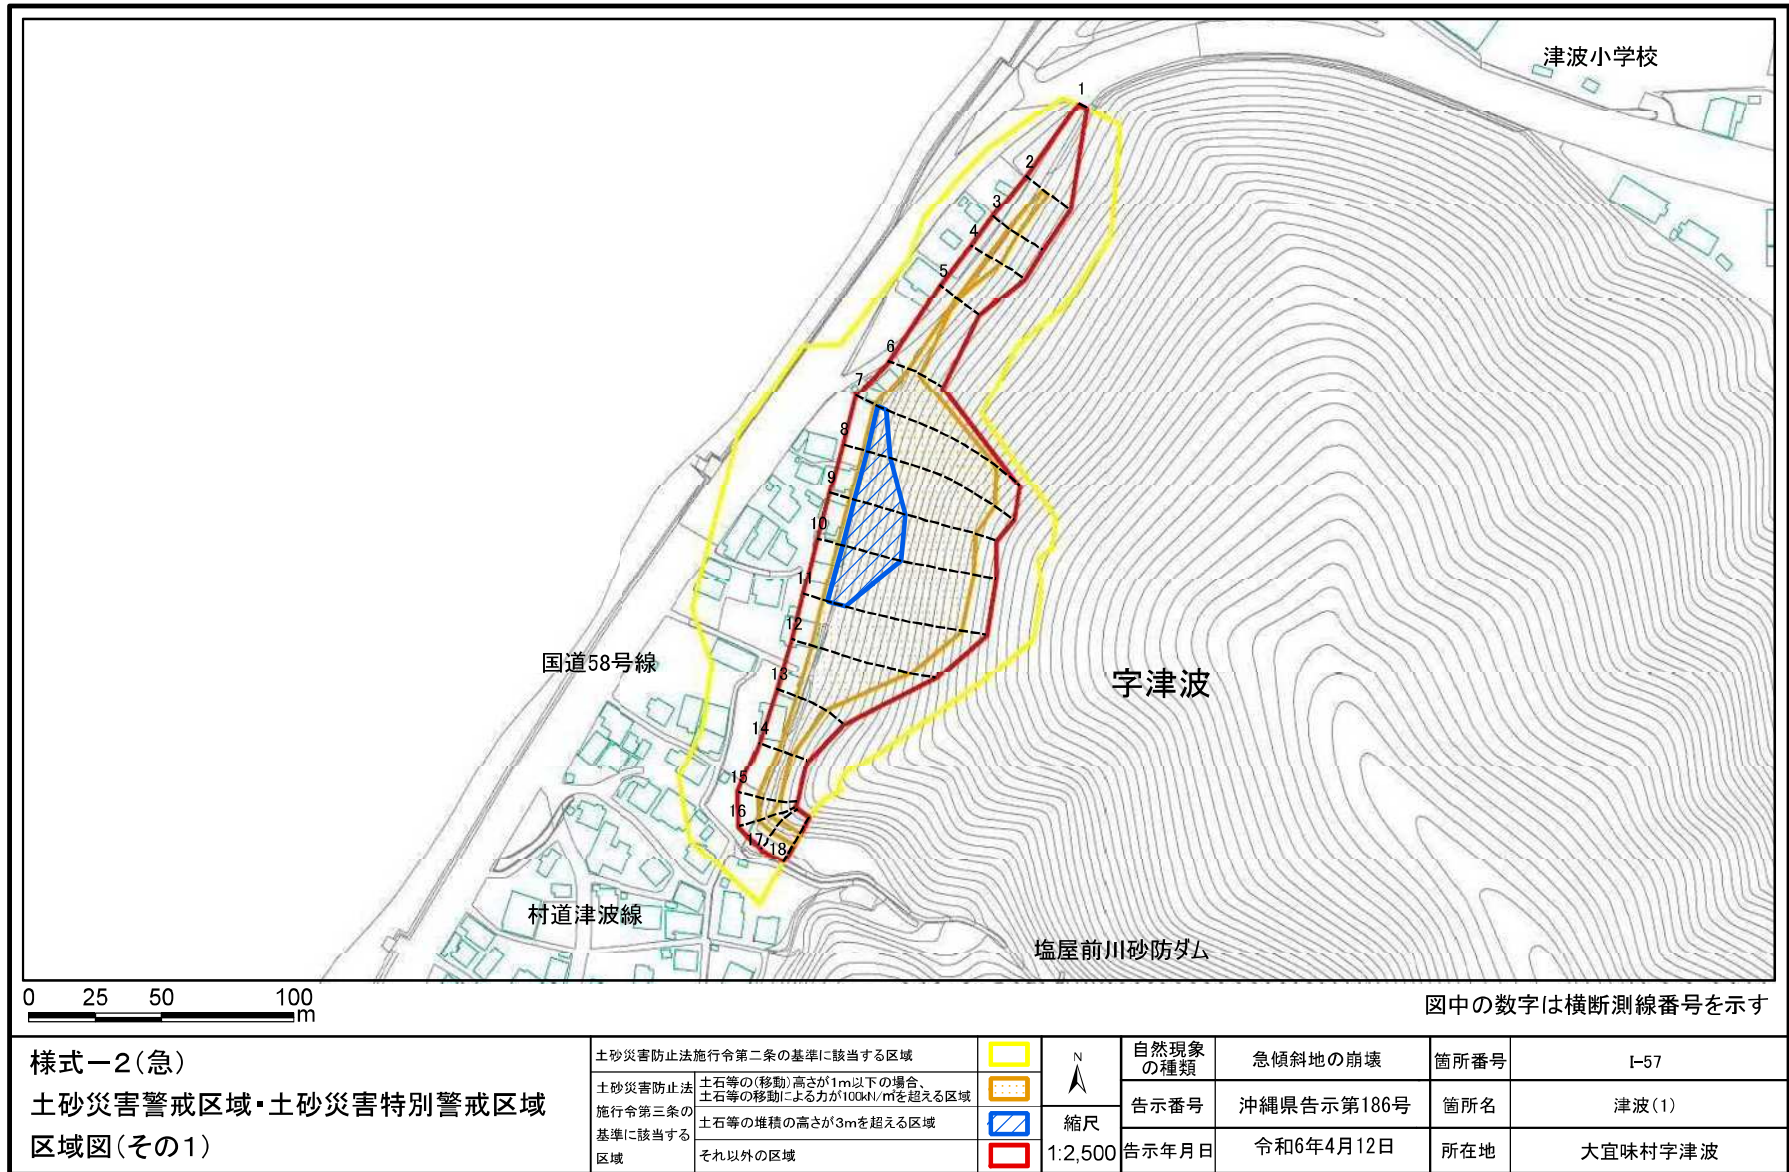 津波小学校
1
2
3
4
5
6
7
8
9
10
11
12
13
14
15
16
17
18
国道58号線
字津波
村道津波線
塩屋前川砂防ダム
0 25 50 100
m
図中の数字は横断測線番号を示す
様式－2(急)
土砂災害警戒区域・土砂災害特別警戒区域
区域図(その1)
土砂災害防止法施行令第二条の基準に該当する区域
土砂災害防止法
施行令第三条の
基準に該当する
区域
土石等の(移動)高さが1m以下の場合、
土石等の移動による力が100kN/㎡を超える区域
土石等の堆積の高さが3mを超える区域
それ以外の区域
N
縮尺
1:2,500
自然現象
の種類
急傾斜地の崩壊
箇所番号
I-57
告示番号
沖縄県告示第186号
箇所名
津波(1)
告示年月日
令和6年4月12日
所在地
大宜味村字津波